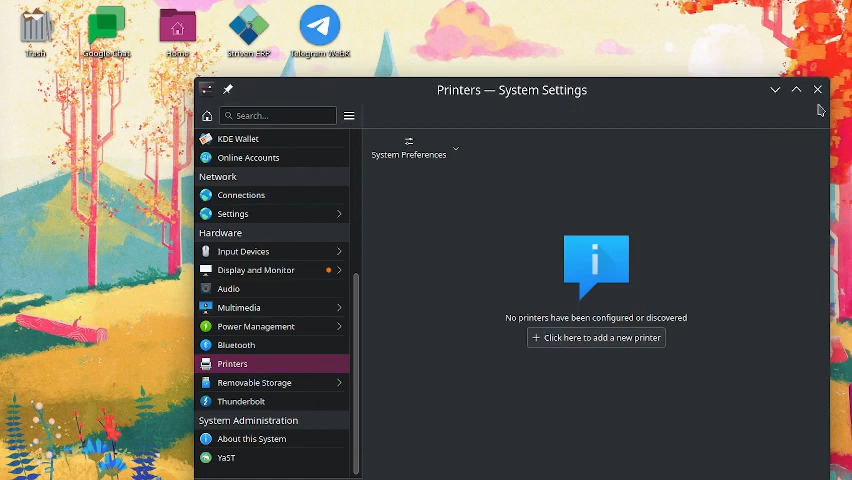 Trash
Google Chat
Home
Striven ERP
Telegram WebK
Printers — System Settings
Search...
KDE Wallet
Online Accounts
Network
Connections
Settings
Hardware
Input Devices
Display and Monitor
Audio
Multimedia
Power Management
Bluetooth
Printers
Removable Storage
Thunderbolt
System Administration
About this System
YaST
System Preferences
No printers have been configured or discovered
+ Click here to add a new printer